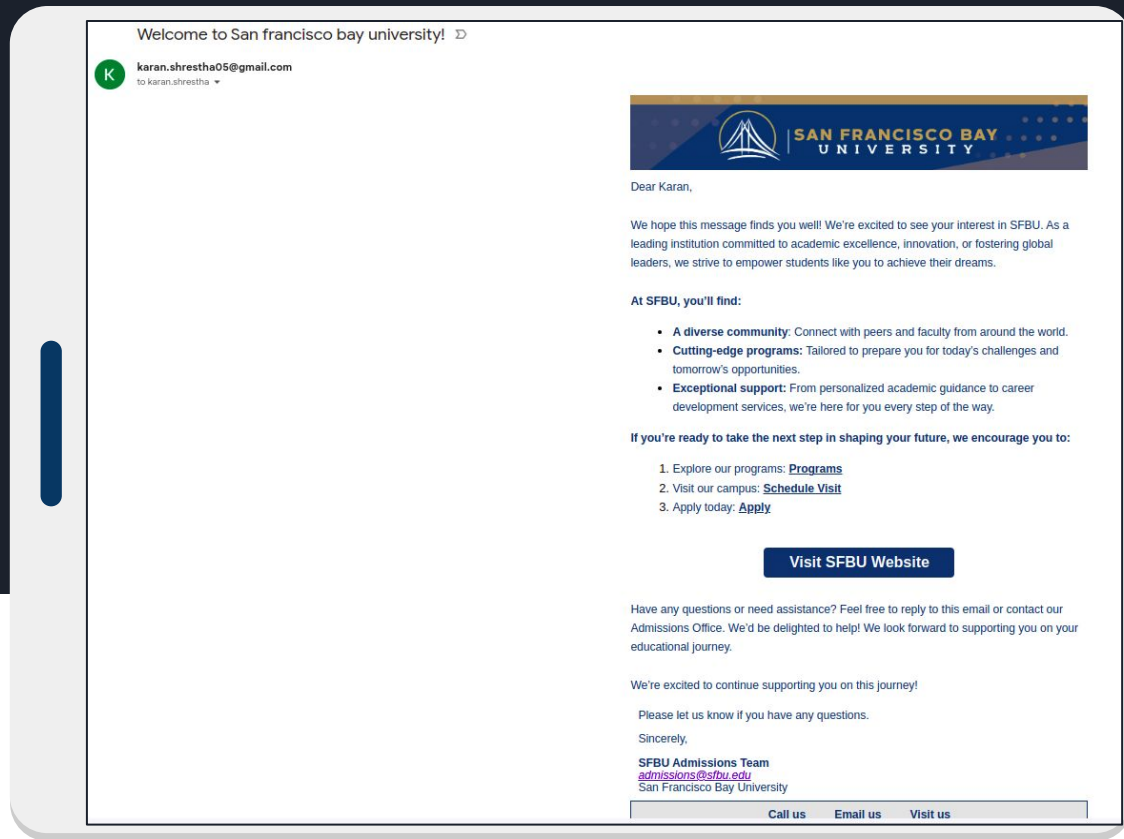 Welcome to San francisco bay university!
K
karan.shrestha05@gmail.com
to karan.shrestha
SAN FRANCISCO BAY
UNIVERSITY
Dear Karan,
We hope this message finds you well! We're excited to see your interest in SFBU. As a
leading institution committed to academic excellence, innovation, or fostering global
leaders, we strive to empower students like you to achieve their dreams.
At SFBU, you'll find:
• A diverse community: Connect with peers and faculty from around the world.
• Cutting-edge programs: Tailored to prepare you for today's challenges and
tomorrow's opportunities.
• Exceptional support: From personalized academic guidance to career
development services, we're here for you every step of the way.
If you're ready to take the next step in shaping your future, we encourage you to:
1. Explore our programs: Programs
2. Visit our campus: Schedule Visit
3. Apply today: Apply
Visit SFBU Website
Have any questions or need assistance? Feel free to reply to this email or contact our
Admissions Office. We'd be delighted to help! We look forward to supporting you on your
educational journey.
We're excited to continue supporting you on this journey!
Please let us know if you have any questions.
Sincerely,
SFBU Admissions Team
admissions@sfbu.edu
San Francisco Bay University
Call us Email us Visit us